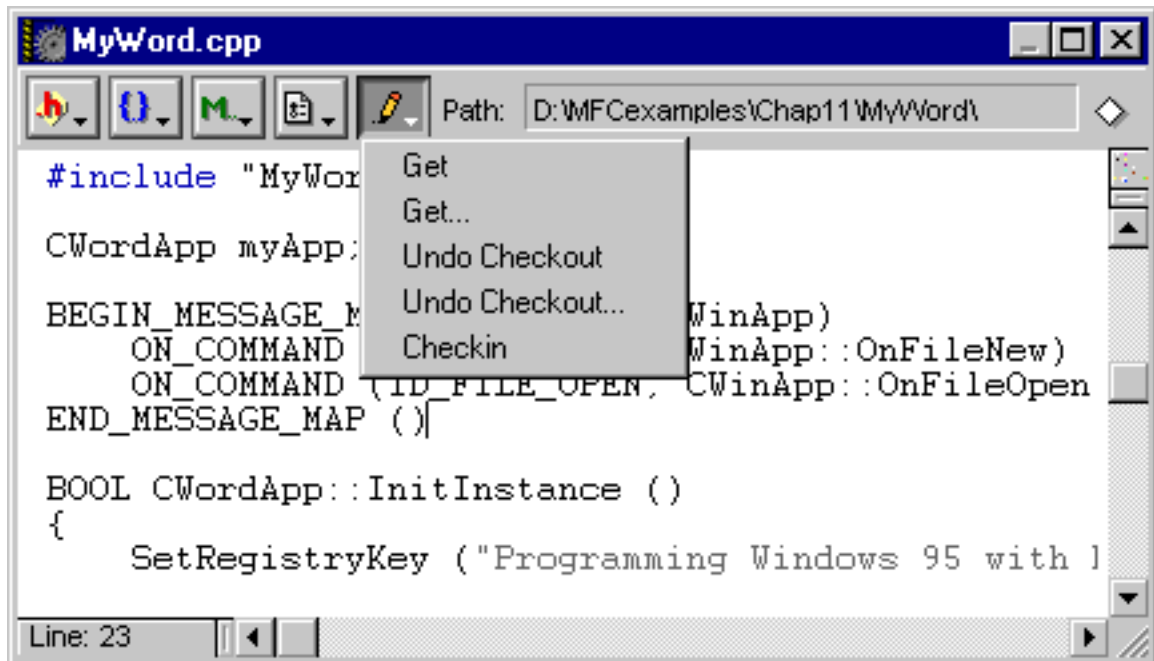 MyWord.cpp
h M Path: D:\MFCexamples\Chap11\MyWord\
#include "MyWor
CWordApp myApp;
BEGIN_MESSAGE_M WinApp)
ON_COMMAND WinApp::OnFileNew)
ON_COMMAND (ID_FILE_OPEN, CWinApp::OnFileOpen
END_MESSAGE_MAP ()
BOOL CWordApp::InitInstance ()
{
SetRegistryKey ("Programming Windows 95 with
Get
Get...
Undo Checkout
Undo Checkout...
Checkin
Line: 23